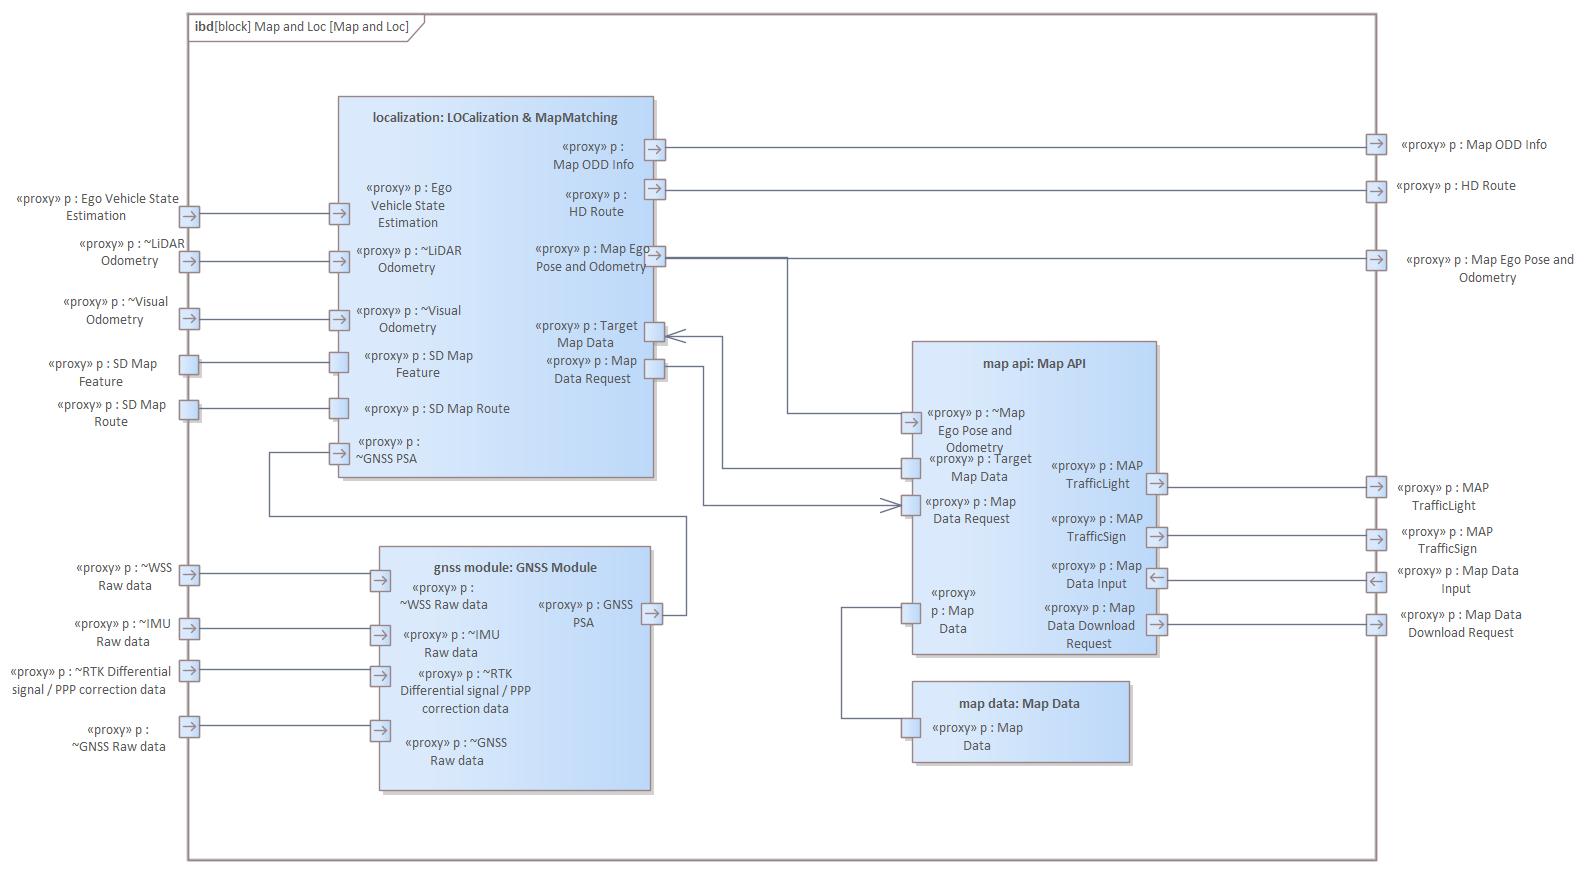 ibd[block] Map and Loc [Map and Loc]
localization: LOCalization & MapMatching
«proxy» p :
Map ODD Info
«proxy» p :
HD Route
«proxy» p : Map Ego
Pose and Odometry
«proxy» p : Target
Map Data
«proxy» p : Map
Data Request
«proxy» p : Ego
Vehicle State
Estimation
«proxy» p : ~LiDAR
Odometry
«proxy» p : ~Visual
Odometry
«proxy» p : SD Map
Feature
«proxy» p : SD Map Route
«proxy» p :
~GNSS PSA
«proxy» p : Ego Vehicle State
Estimation
«proxy» p : ~LiDAR
Odometry
«proxy» p : ~Visual
Odometry
«proxy» p : SD Map
Feature
«proxy» p : SD Map
Route
«proxy» p : ~WSS
Raw data
«proxy» p : ~IMU
Raw data
«proxy» p : ~RTK Differential
signal / PPP correction data
«proxy» p :
~GNSS Raw data
gnss module: GNSS Module
«proxy» p :
~WSS Raw data
«proxy» p : ~IMU
Raw data
«proxy» p : ~RTK
Differential signal / PPP
correction data
«proxy» p : ~GNSS
Raw data
«proxy» p : GNSS
PSA
map api: Map API
«proxy» p : ~Map
Ego Pose and
Odometry
«proxy» p : Target
Map Data
«proxy» p : Map
Data Request
«proxy»
p : Map
Data
«proxy» p : MAP
TrafficLight
«proxy» p : MAP
TrafficSign
«proxy» p : Map
Data Input
«proxy» p : Map
Data Download
Request
map data: Map Data
«proxy» p : Map
Data
«proxy» p : Map ODD Info
«proxy» p : HD Route
«proxy» p : Map Ego Pose and
Odometry
«proxy» p : MAP
TrafficLight
«proxy» p : MAP
TrafficSign
«proxy» p : Map Data
Input
«proxy» p : Map Data
Download Request